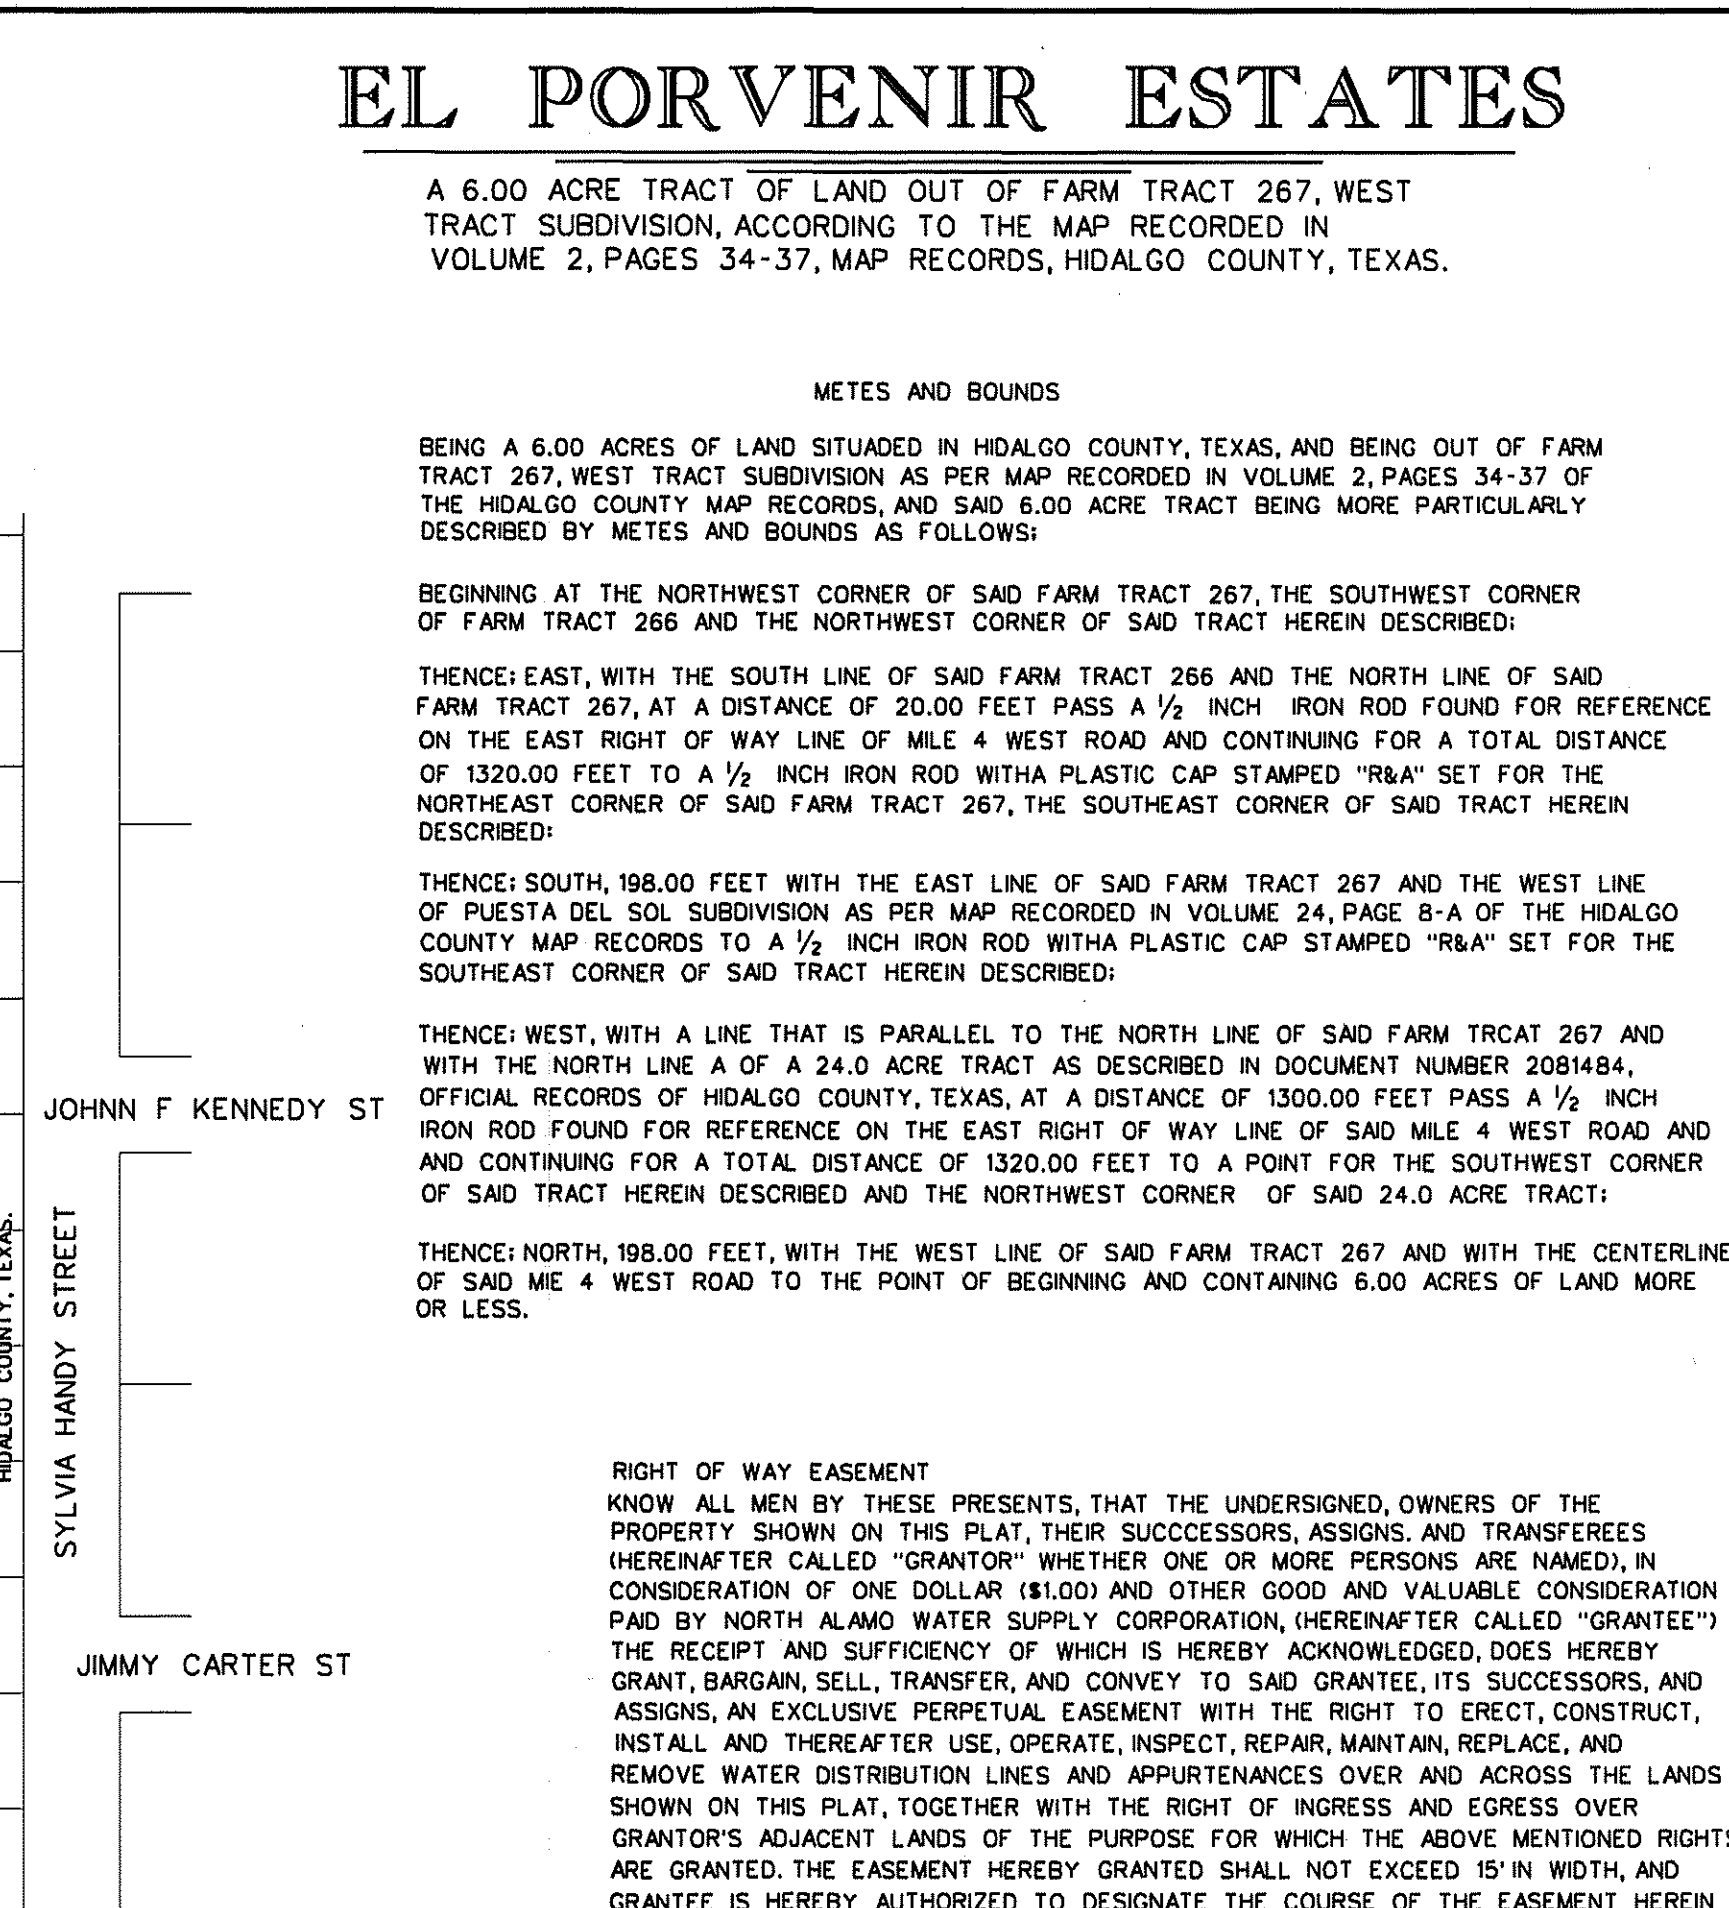 EL PORVENIR ESTATES
A 6.00 ACRE TRACT OF LAND OUT OF FARM TRACT 267, WEST
TRACT SUBDIVISION, ACCORDING TO THE MAP RECORDED IN
VOLUME 2, PAGES 34-37, MAP RECORDS, HIDALGO COUNTY, TEXAS.
METES AND BOUNDS
BEING A 6.00 ACRES OF LAND SITUADED IN HIDALGO COUNTY, TEXAS, AND BEING OUT OF FARM
TRACT 267, WEST TRACT SUBDIVISION AS PER MAP RECORDED IN VOLUME 2, PAGES 34-37 OF
THE HIDALGO COUNTY MAP RECORDS, AND SAID 6.00 ACRE TRACT BEING MORE PARTICULARLY
DESCRIBED BY METES AND BOUNDS AS FOLLOWS;
BEGINNING AT THE NORTHWEST CORNER OF SAID FARM TRACT 267, THE SOUTHWEST CORNER
OF FARM TRACT 266 AND THE NORTHWEST CORNER OF SAID TRACT HEREIN DESCRIBED;
THENCE; EAST, WITH THE SOUTH LINE OF SAID FARM TRACT 266 AND THE NORTH LINE OF SAID
FARM TRACT 267, AT A DISTANCE OF 20.00 FEET PASS A 1/2 INCH IRON ROD FOUND FOR REFERENCE
ON THE EAST RIGHT OF WAY LINE OF MILE 4 WEST ROAD AND CONTINUING FOR A TOTAL DISTANCE
OF 1320.00 FEET TO A 1/2 INCH IRON ROD WITHA PLASTIC CAP STAMPED "R&A" SET FOR THE
NORTHEAST CORNER OF SAID FARM TRACT 267, THE SOUTHEAST CORNER OF SAID TRACT HEREIN
DESCRIBED;
THENCE; SOUTH, 198.00 FEET WITH THE EAST LINE OF SAID FARM TRACT 267 AND THE WEST LINE
OF PUESTA DEL SOL SUBDIVISION AS PER MAP RECORDED IN VOLUME 24, PAGE 8-A OF THE HIDALGO
COUNTY MAP RECORDS TO A 1/2 INCH IRON ROD WITHA PLASTIC CAP STAMPED "R&A" SET FOR THE
SOUTHEAST CORNER OF SAID TRACT HEREIN DESCRIBED;
THENCE; WEST, WITH A LINE THAT IS PARALLEL TO THE NORTH LINE OF SAID FARM TRCAT 267 AND
WITH THE NORTH LINE A OF A 24.0 ACRE TRACT AS DESCRIBED IN DOCUMENT NUMBER 2081484,
OFFICIAL RECORDS OF HIDALGO COUNTY, TEXAS, AT A DISTANCE OF 1300.00 FEET PASS A 1/2 INCH
IRON ROD FOUND FOR REFERENCE ON THE EAST RIGHT OF WAY LINE OF SAID MILE 4 WEST ROAD AND
AND CONTINUING FOR A TOTAL DISTANCE OF 1320.00 FEET TO A POINT FOR THE SOUTHWEST CORNER
OF SAID TRACT HEREIN DESCRIBED AND THE NORTHWEST CORNER OF SAID 24.0 ACRE TRACT;
THENCE; NORTH, 198.00 FEET, WITH THE WEST LINE OF SAID FARM TRACT 267 AND WITH THE CENTERLINE
OF SAID MIE 4 WEST ROAD TO THE POINT OF BEGINNING AND CONTAINING 6.00 ACRES OF LAND MORE
OR LESS.
JOHNN F KENNEDY ST
HIDALGO COUNTY, TEXAS.
SYLVIA HANDY STREET
JIMMY CARTER ST
RIGHT OF WAY EASEMENT
KNOW ALL MEN BY THESE PRESENTS, THAT THE UNDERSIGNED, OWNERS OF THE
PROPERTY SHOWN ON THIS PLAT, THEIR SUCCCESSORS, ASSIGNS. AND TRANSFEREES
(HEREINAFTER CALLED "GRANTOR" WHETHER ONE OR MORE PERSONS ARE NAMED), IN
CONSIDERATION OF ONE DOLLAR ($1.00) AND OTHER GOOD AND VALUABLE CONSIDERATION
PAID BY NORTH ALAMO WATER SUPPLY CORPORATION, (HEREINAFTER CALLED "GRANTEE")
THE RECEIPT AND SUFFICIENCY OF WHICH IS HEREBY ACKNOWLEDGED, DOES HEREBY
GRANT, BARGAIN, SELL, TRANSFER, AND CONVEY TO SAID GRANTEE, ITS SUCCESSORS, AND
ASSIGNS, AN EXCLUSIVE PERPETUAL EASEMENT WITH THE RIGHT TO ERECT, CONSTRUCT,
INSTALL AND THEREAFTER USE, OPERATE, INSPECT, REPAIR, MAINTAIN, REPLACE, AND
REMOVE WATER DISTRIBUTION LINES AND APPURTENANCES OVER AND ACROSS THE LANDS
SHOWN ON THIS PLAT, TOGETHER WITH THE RIGHT OF INGRESS AND EGRESS OVER
GRANTOR'S ADJACENT LANDS OF THE PURPOSE FOR WHICH THE ABOVE MENTIONED RIGHTS
ARE GRANTED. THE EASEMENT HEREBY GRANTED SHALL NOT EXCEED 15' IN WIDTH, AND
GRANTEE IS HEREBY AUTHORIZED TO DESIGNATE THE COURSE OF THE EASEMENT HEREIN